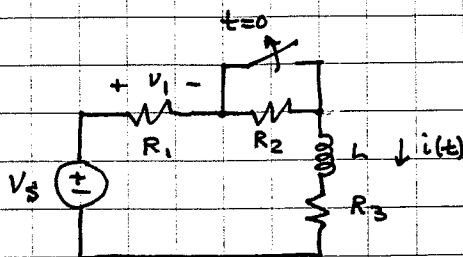 t=0
+ v₁ -
R₁
R₂
L
↓ i(t)
Vs
+
-
R₃